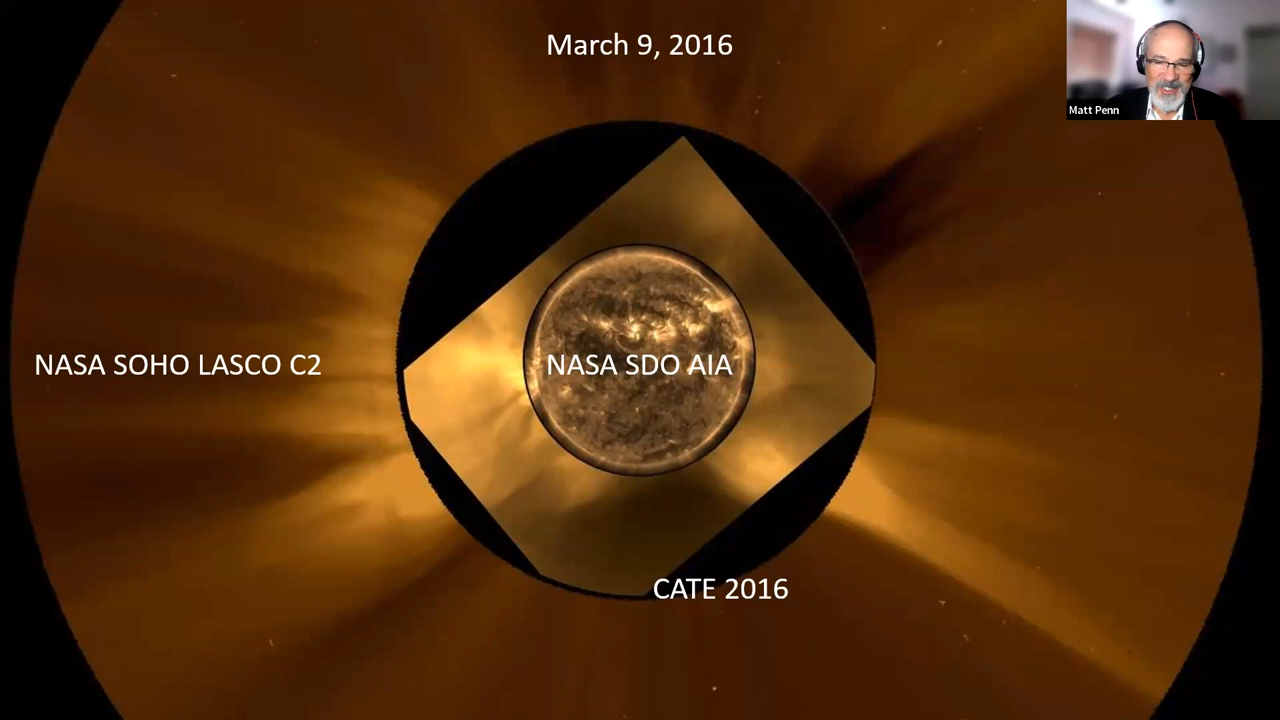 March 9, 2016
Matt Penn
NASA SOHO LASCO C2
NASA SDO AIA
CATE 2016